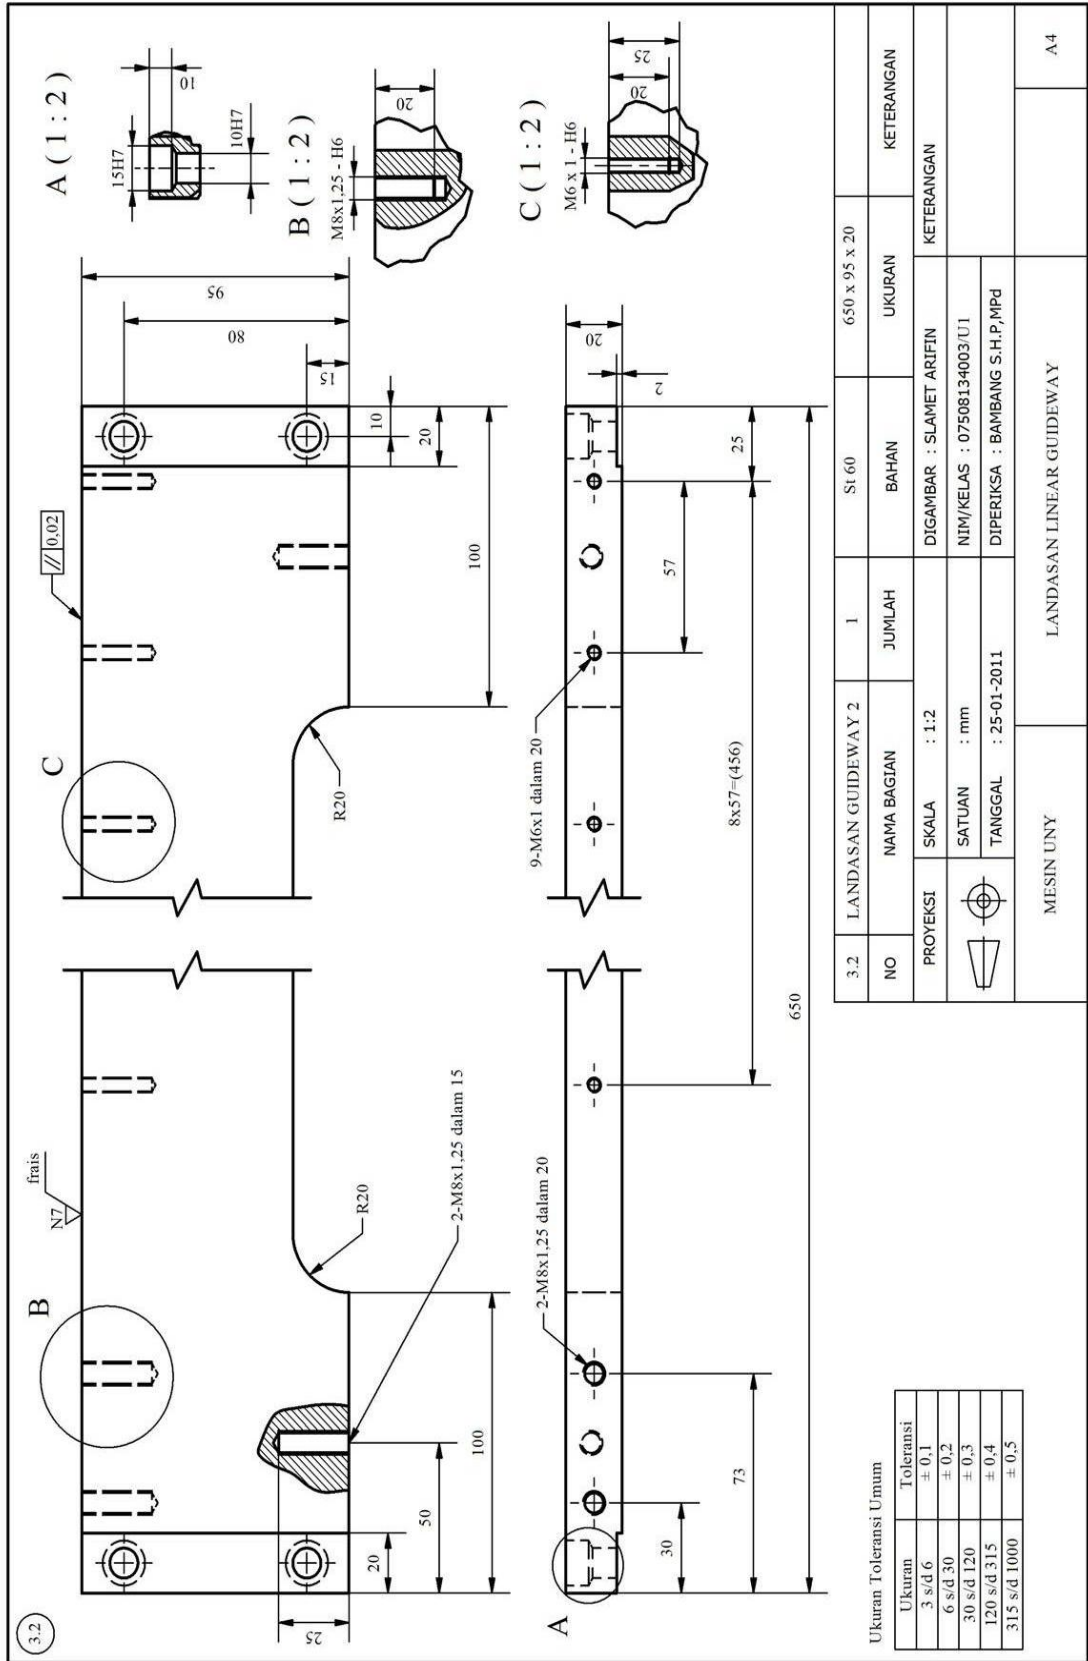 3.2
B
N7
frais
C
// 0,02
A ( 1 : 2 )
15H7
10
10H7
B ( 1 : 2 )
M8x1,25 - H6
20
C ( 1 : 2 )
M6 x 1 - H6
20
25
25
20
50
100
2-M8x1,25 dalam 15
R20
R20
100
20
10
15
80
95
A
30
73
2-M8x1,25 dalam 20
9-M6x1 dalam 20
57
8x57=(456)
25
650
20
2
Ukuran Toleransi Umum
Ukuran Toleransi
3 s/d 6 ± 0,1
6 s/d 30 ± 0,2
30 s/d 120 ± 0,3
120 s/d 315 ± 0,4
315 s/d 1000 ± 0,5
3.2 LANDASAN GUIDEWAY 2 1 St 60 650 x 95 x 20
NO NAMA BAGIAN JUMLAH BAHAN UKURAN KETERANGAN
PROYEKSI SKALA : 1:2 DIGAMBAR : SLAMET ARIFIN KETERANGAN
SATUAN : mm NIM/KELAS : 07508134003/U1
TANGGAL : 25-01-2011 DIPERIKSA : BAMBANG S.H.P,MPd
MESIN UNY LANDASAN LINEAR GUIDEWAY A4